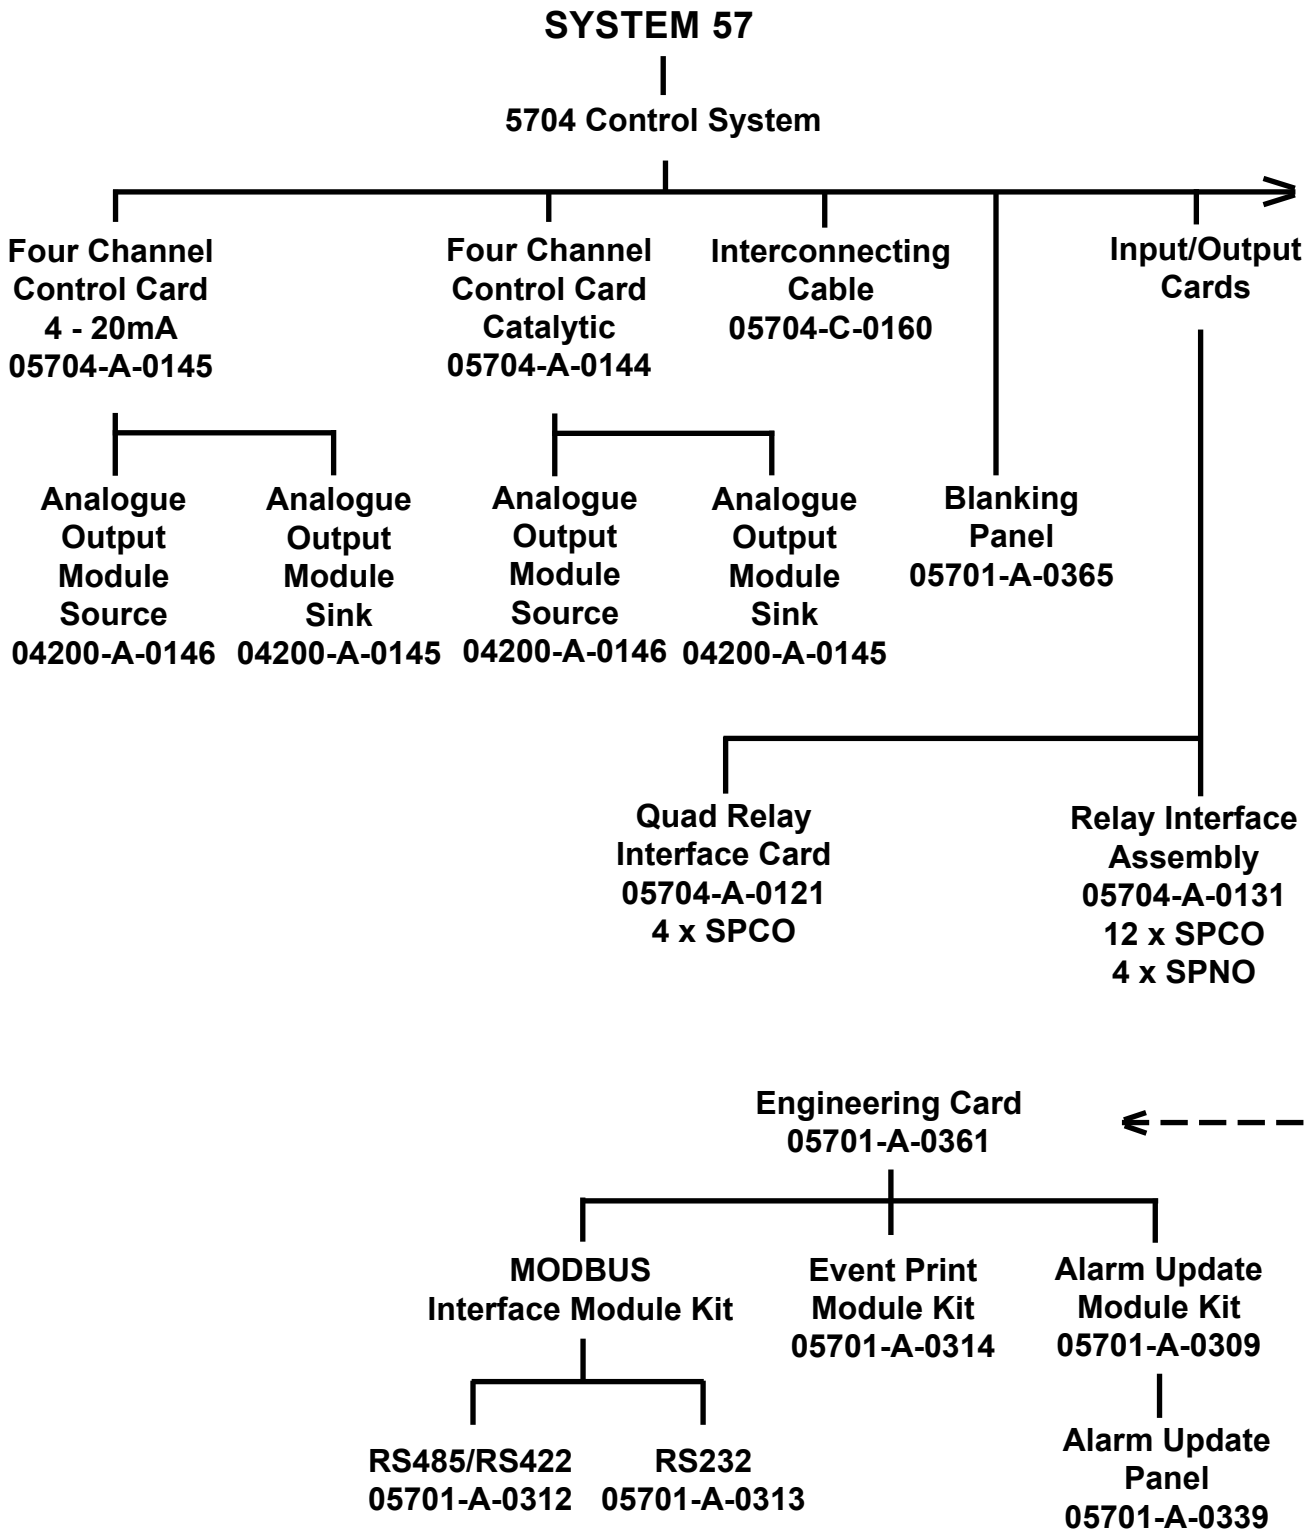 SYSTEM 57
5704 Control System
Four Channel
Control Card
4 - 20mA
05704-A-0145
Four Channel
Control Card
Catalytic
05704-A-0144
Interconnecting
Cable
05704-C-0160
Input/Output
Cards
Analogue
Output
Module
Source
04200-A-0146
Analogue
Output
Module
Sink
04200-A-0145
Analogue
Output
Module
Source
04200-A-0146
Analogue
Output
Module
Sink
04200-A-0145
Blanking
Panel
05701-A-0365
Quad Relay
Interface Card
05704-A-0121
4 x SPCO
Relay Interface
Assembly
05704-A-0131
12 x SPCO
4 x SPNO
Engineering Card
05701-A-0361
MODBUS
Interface Module Kit
Event Print
Module Kit
05701-A-0314
Alarm Update
Module Kit
05701-A-0309
RS485/RS422
05701-A-0312
RS232
05701-A-0313
Alarm Update
Panel
05701-A-0339